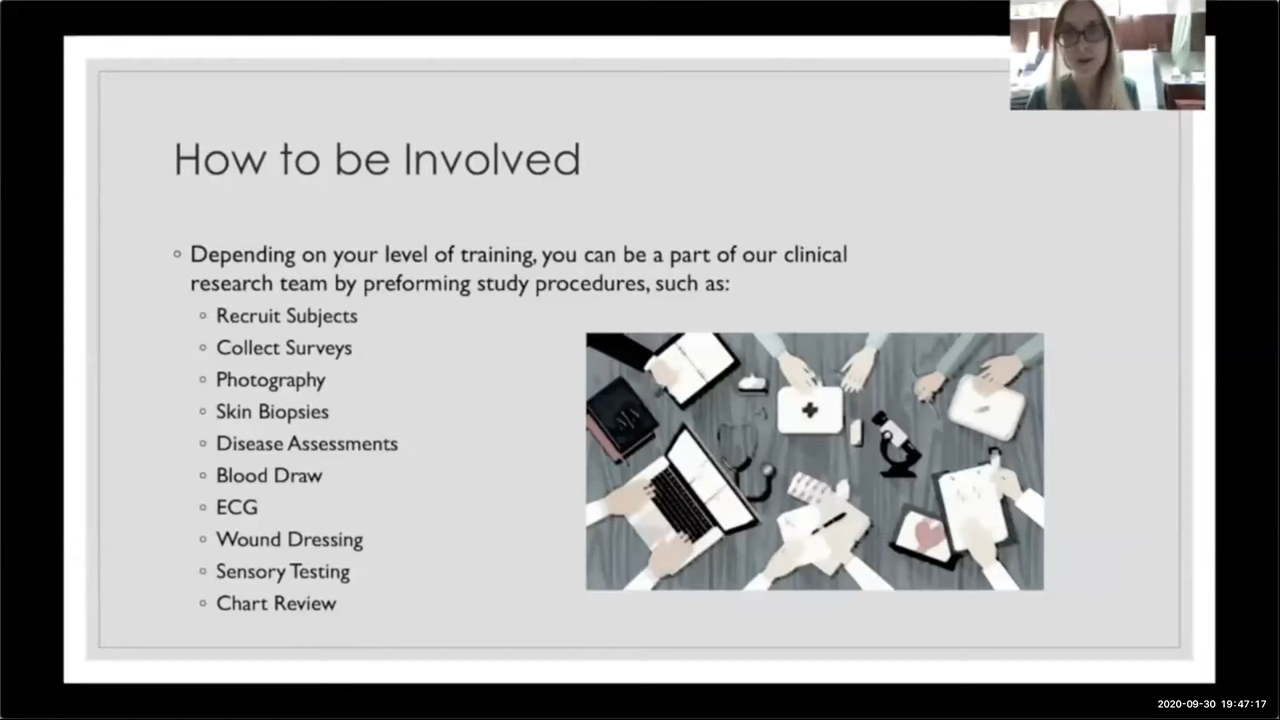 How to be Involved
Depending on your level of training, you can be a part of our clinical
research team by preforming study procedures, such as:
Recruit Subjects
Collect Surveys
Photography
Skin Biopsies
Disease Assessments
Blood Draw
ECG
Wound Dressing
Sensory Testing
Chart Review
2020-09-30 19:47:17